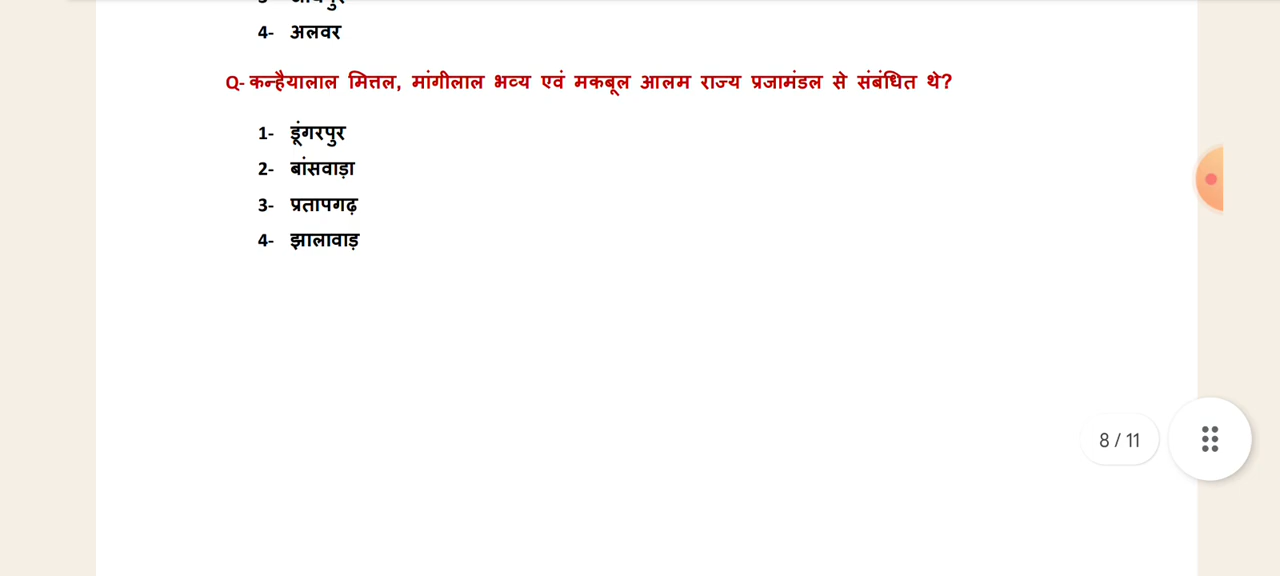 4- अलवर
Q- कन्हैयालाल मित्तल, मांगीलाल भव्य एवं मकबूल आलम राज्य प्रजामंडल से संबंधित थे?
1- डूंगरपुर
2- बांसवाड़ा
3- प्रतापगढ़
4- झालावाड़
8 / 11